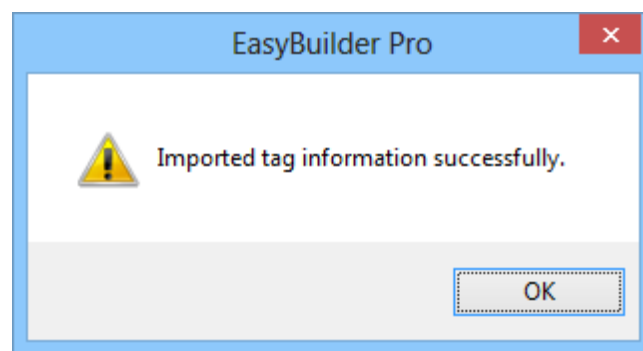 EasyBuilder Pro
Imported tag information successfully.
OK